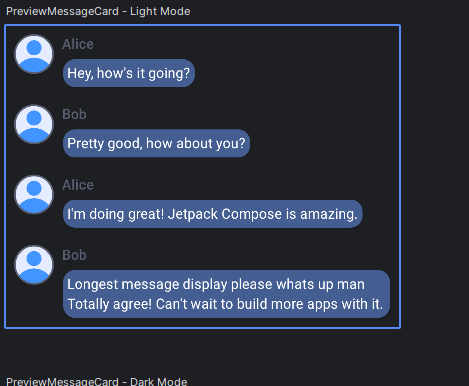 PreviewMessageCard - Light Mode
Alice
Hey, how's it going?
Bob
Pretty good, how about you?
Alice
I'm doing great! Jetpack Compose is amazing.
Bob
Longest message display please whats up man
Totally agree! Can't wait to build more apps with it.
PreviewMessageCard - Dark Mode